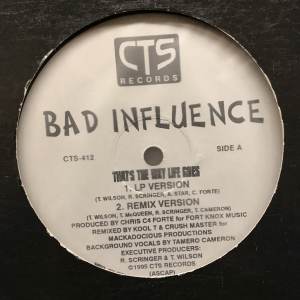 CTS
RECORDS
BAD INFLUENCE
CTS-412
SIDE A
THAT'S THE WAY LIFE GOES
1. LP VERSION
(T. WILSON, R. SCRINGER, A. STAR, C. FORTE)
2. REMIX VERSION
(T. WILSON, T. McQUEEN, R. SCRINGER, T. CAMERON)
PRODUCED BY CHRIS C4 FORTE for FORT KNOX MUSIC
REMIXED BY KOOL T & CRUSH MASTER for
MACKADOCIOUS PRODUCTIONS
BACKGROUND VOCALS BY TAMERO CAMERON
EXECUTIVE PRODUCERS:
R. SCRINGER & T. WILSON
©1995 CTS RECORDS
(ASCAP)